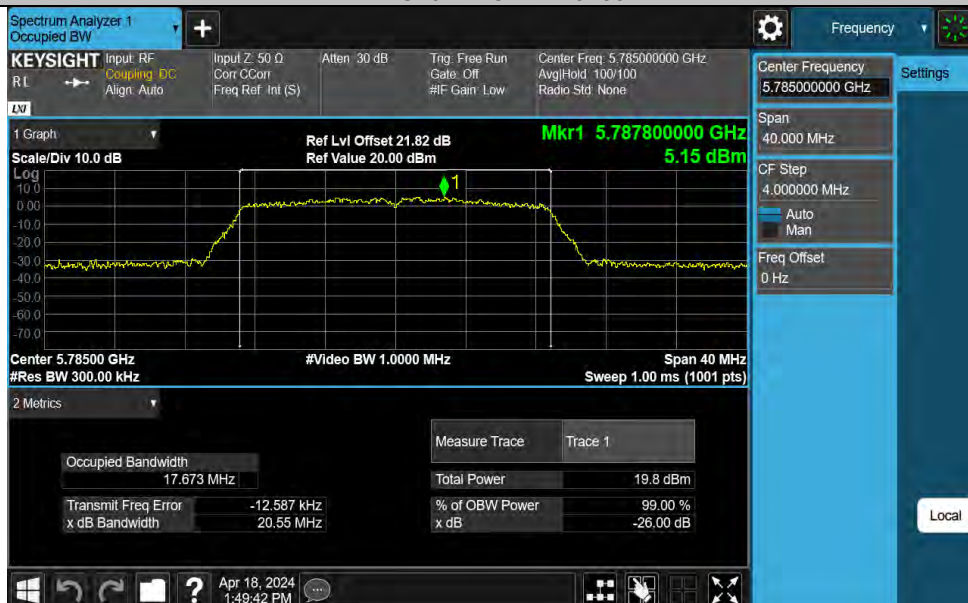 Spectrum Analyzer 1
Occupied BW
+
Frequency
KEYSIGHT
RL
LXI
Input: RF
Coupling: DC
Align: Auto
Input Z: 50 Ω
Corr CCorr
Freq Ref: Int (S)
Atten: 30 dB
Trig: Free Run
Gate: Off
#IF Gain: Low
Center Freq: 5.785000000 GHz
Avg|Hold: 100/100
Radio Std: None
Center Frequency
5.785000000 GHz
Settings
Span
40.000 MHz
CF Step
4.000000 MHz
Auto
Man
Freq Offset
0 Hz
Local
1 Graph
Scale/Div 10.0 dB
Ref Lvl Offset 21.82 dB
Ref Value 20.00 dBm
Mkr1 5.787800000 GHz
5.15 dBm
Log
10.0
0.00
-10.0
-20.0
-30.0
-40.0
-50.0
-60.0
-70.0
1
Center 5.78500 GHz
#Res BW 300.00 kHz
#Video BW 1.0000 MHz
Span 40 MHz
Sweep 1.00 ms (1001 pts)
2 Metrics
Measure Trace Trace 1
Occupied Bandwidth
17.673 MHz
Total Power 19.8 dBm
Transmit Freq Error -12.587 kHz
% of OBW Power 99.00 %
x dB Bandwidth 20.55 MHz
x dB -26.00 dB
?
Apr 18, 2024
1:49:42 PM